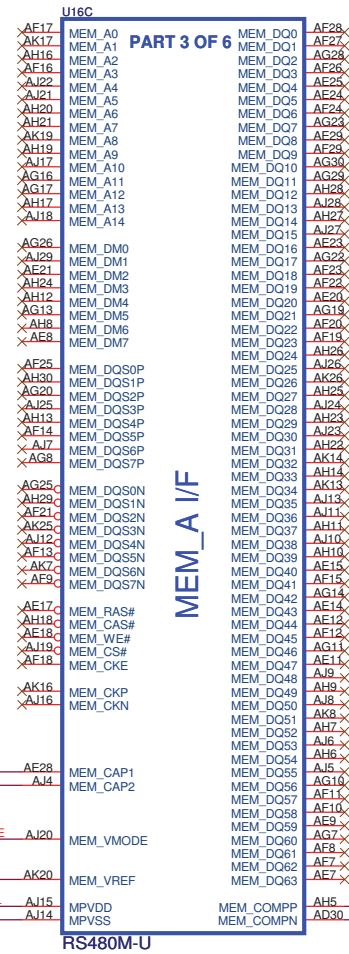 U16C
PART 3 OF 6
AF17 MEM_A0
AK17 MEM_A1
AH16 MEM_A2
AF16 MEM_A3
AJ22 MEM_A4
AJ21 MEM_A5
AH20 MEM_A6
AH21 MEM_A7
AK19 MEM_A8
AH19 MEM_A9
AJ17 MEM_A10
AG16 MEM_A11
AG17 MEM_A12
AH17 MEM_A13
AJ18 MEM_A14
AG26 MEM_DM0
AJ29 MEM_DM1
AE21 MEM_DM2
AH24 MEM_DM3
AH12 MEM_DM4
AG13 MEM_DM5
AH8 MEM_DM6
AE8 MEM_DM7
AF25 MEM_DQS0P
AH30 MEM_DQS1P
AG20 MEM_DQS2P
AJ25 MEM_DQS3P
AH13 MEM_DQS4P
AF14 MEM_DQS5P
AJ7 MEM_DQS6P
AG8 MEM_DQS7P
AG25 MEM_DQS0N
AH29 MEM_DQS1N
AF21 MEM_DQS2N
AK25 MEM_DQS3N
AJ12 MEM_DQS4N
AF13 MEM_DQS5N
AK7 MEM_DQS6N
AF9 MEM_DQS7N
AE17 MEM_RAS#
AH18 MEM_CAS#
AE18 MEM_WE#
AJ19 MEM_CS#
AF18 MEM_CKE
AK16 MEM_CKP
AJ16 MEM_CKN
AE28 MEM_CAP1
AJ4 MEM_CAP2
AJ20 MEM_VMODE
AK20 MEM_VREF
AJ15 MPVDD
AJ14 MPVSS
MEM_A I/F
MEM_DQ0 AF28
MEM_DQ1 AF27
MEM_DQ2 AG28
MEM_DQ3 AF26
MEM_DQ4 AE25
MEM_DQ5 AE24
MEM_DQ6 AF24
MEM_DQ7 AG23
MEM_DQ8 AE29
MEM_DQ9 AF29
MEM_DQ10 AG30
MEM_DQ11 AG29
MEM_DQ12 AH28
MEM_DQ13 AJ28
MEM_DQ14 AH27
MEM_DQ15 AJ27
MEM_DQ16 AE23
MEM_DQ17 AG22
MEM_DQ18 AF23
MEM_DQ19 AF22
MEM_DQ20 AE20
MEM_DQ21 AG19
MEM_DQ22 AF20
MEM_DQ23 AF19
MEM_DQ24 AH26
MEM_DQ25 AJ26
MEM_DQ26 AK26
MEM_DQ27 AH25
MEM_DQ28 AJ24
MEM_DQ29 AH23
MEM_DQ30 AJ23
MEM_DQ31 AH22
MEM_DQ32 AK14
MEM_DQ33 AH14
MEM_DQ34 AK13
MEM_DQ35 AJ13
MEM_DQ36 AJ11
MEM_DQ37 AH11
MEM_DQ38 AJ10
MEM_DQ39 AH10
MEM_DQ40 AE15
MEM_DQ41 AF15
MEM_DQ42 AG14
MEM_DQ43 AE14
MEM_DQ44 AE12
MEM_DQ45 AF12
MEM_DQ46 AG11
MEM_DQ47 AE11
MEM_DQ48 AJ9
MEM_DQ49 AH9
MEM_DQ50 AJ8
MEM_DQ51 AK8
MEM_DQ52 AH7
MEM_DQ53 AJ6
MEM_DQ54 AH6
MEM_DQ55 AJ5
MEM_DQ56 AG10
MEM_DQ57 AF11
MEM_DQ58 AF10
MEM_DQ59 AE9
MEM_DQ60 AG7
MEM_DQ61 AF8
MEM_DQ62 AF7
MEM_DQ63 AE7
MEM_COMPP AH5
MEM_COMPN AD30
RS480M-U